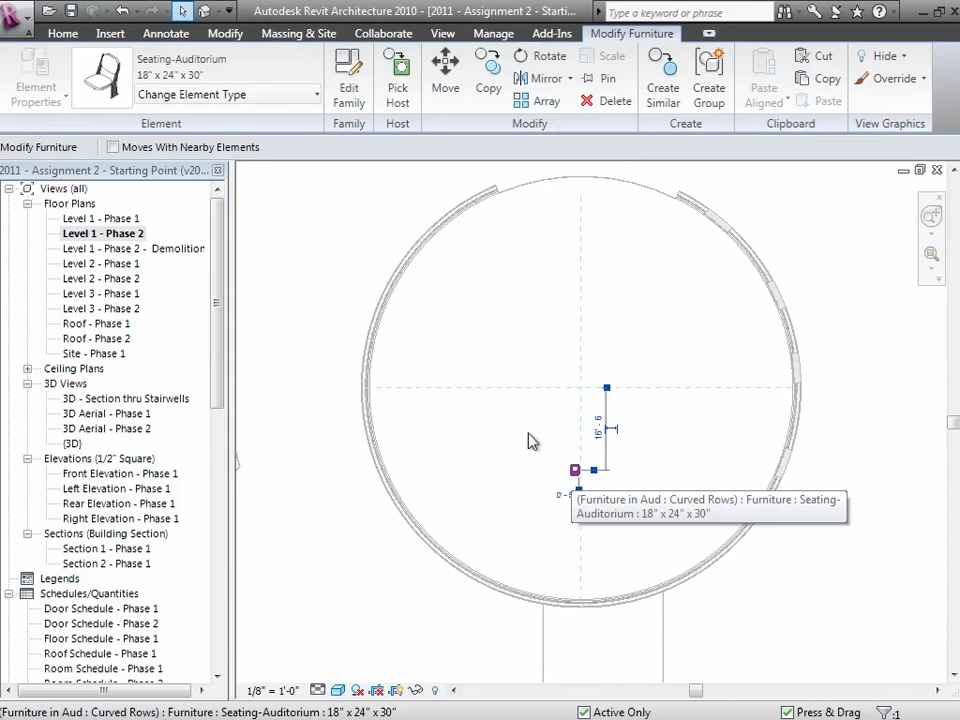 Autodesk Revit Architecture 2010 - [2011 - Assignment 2 - Starti...
Type a keyword or phrase
Home Insert Annotate Modify Massing & Site Collaborate View Manage Add-Ins Modify Furniture
Element Properties
Seating-Auditorium
18" x 24" x 30"
Change Element Type
Edit Family
Pick Host
Move
Copy
Rotate
Mirror
Array
Scale
Pin
Delete
Create Similar
Create Group
Paste Aligned
Cut
Copy
Paste
Hide
Override
Element Family Host Modify Create Clipboard View Graphics
Modify Furniture Moves With Nearby Elements
2011 - Assignment 2 - Starting Point (v20...
Views (all)
Floor Plans
Level 1 - Phase 1
Level 1 - Phase 2
Level 1 - Phase 2 - Demolition
Level 2 - Phase 1
Level 2 - Phase 2
Level 3 - Phase 1
Level 3 - Phase 2
Roof - Phase 1
Roof - Phase 2
Site - Phase 1
Ceiling Plans
3D Views
3D - Section thru Stairwells
3D Aerial - Phase 1
3D Aerial - Phase 2
{3D}
Elevations (1/2" Square)
Front Elevation - Phase 1
Left Elevation - Phase 1
Rear Elevation - Phase 1
Right Elevation - Phase 1
Sections (Building Section)
Section 1 - Phase 1
Section 2 - Phase 1
Legends
Schedules/Quantities
Door Schedule - Phase 1
Door Schedule - Phase 2
Floor Schedule - Phase 1
Roof Schedule - Phase 1
Room Schedule - Phase 1
16' - 6
(Furniture in Aud : Curved Rows) : Furniture : Seating-
Auditorium : 18" x 24" x 30"
1/8" = 1'-0"
(Furniture in Aud : Curved Rows) : Furniture : Seating-Auditorium : 18" x 24" x 30"
Active Only
Press & Drag
:1